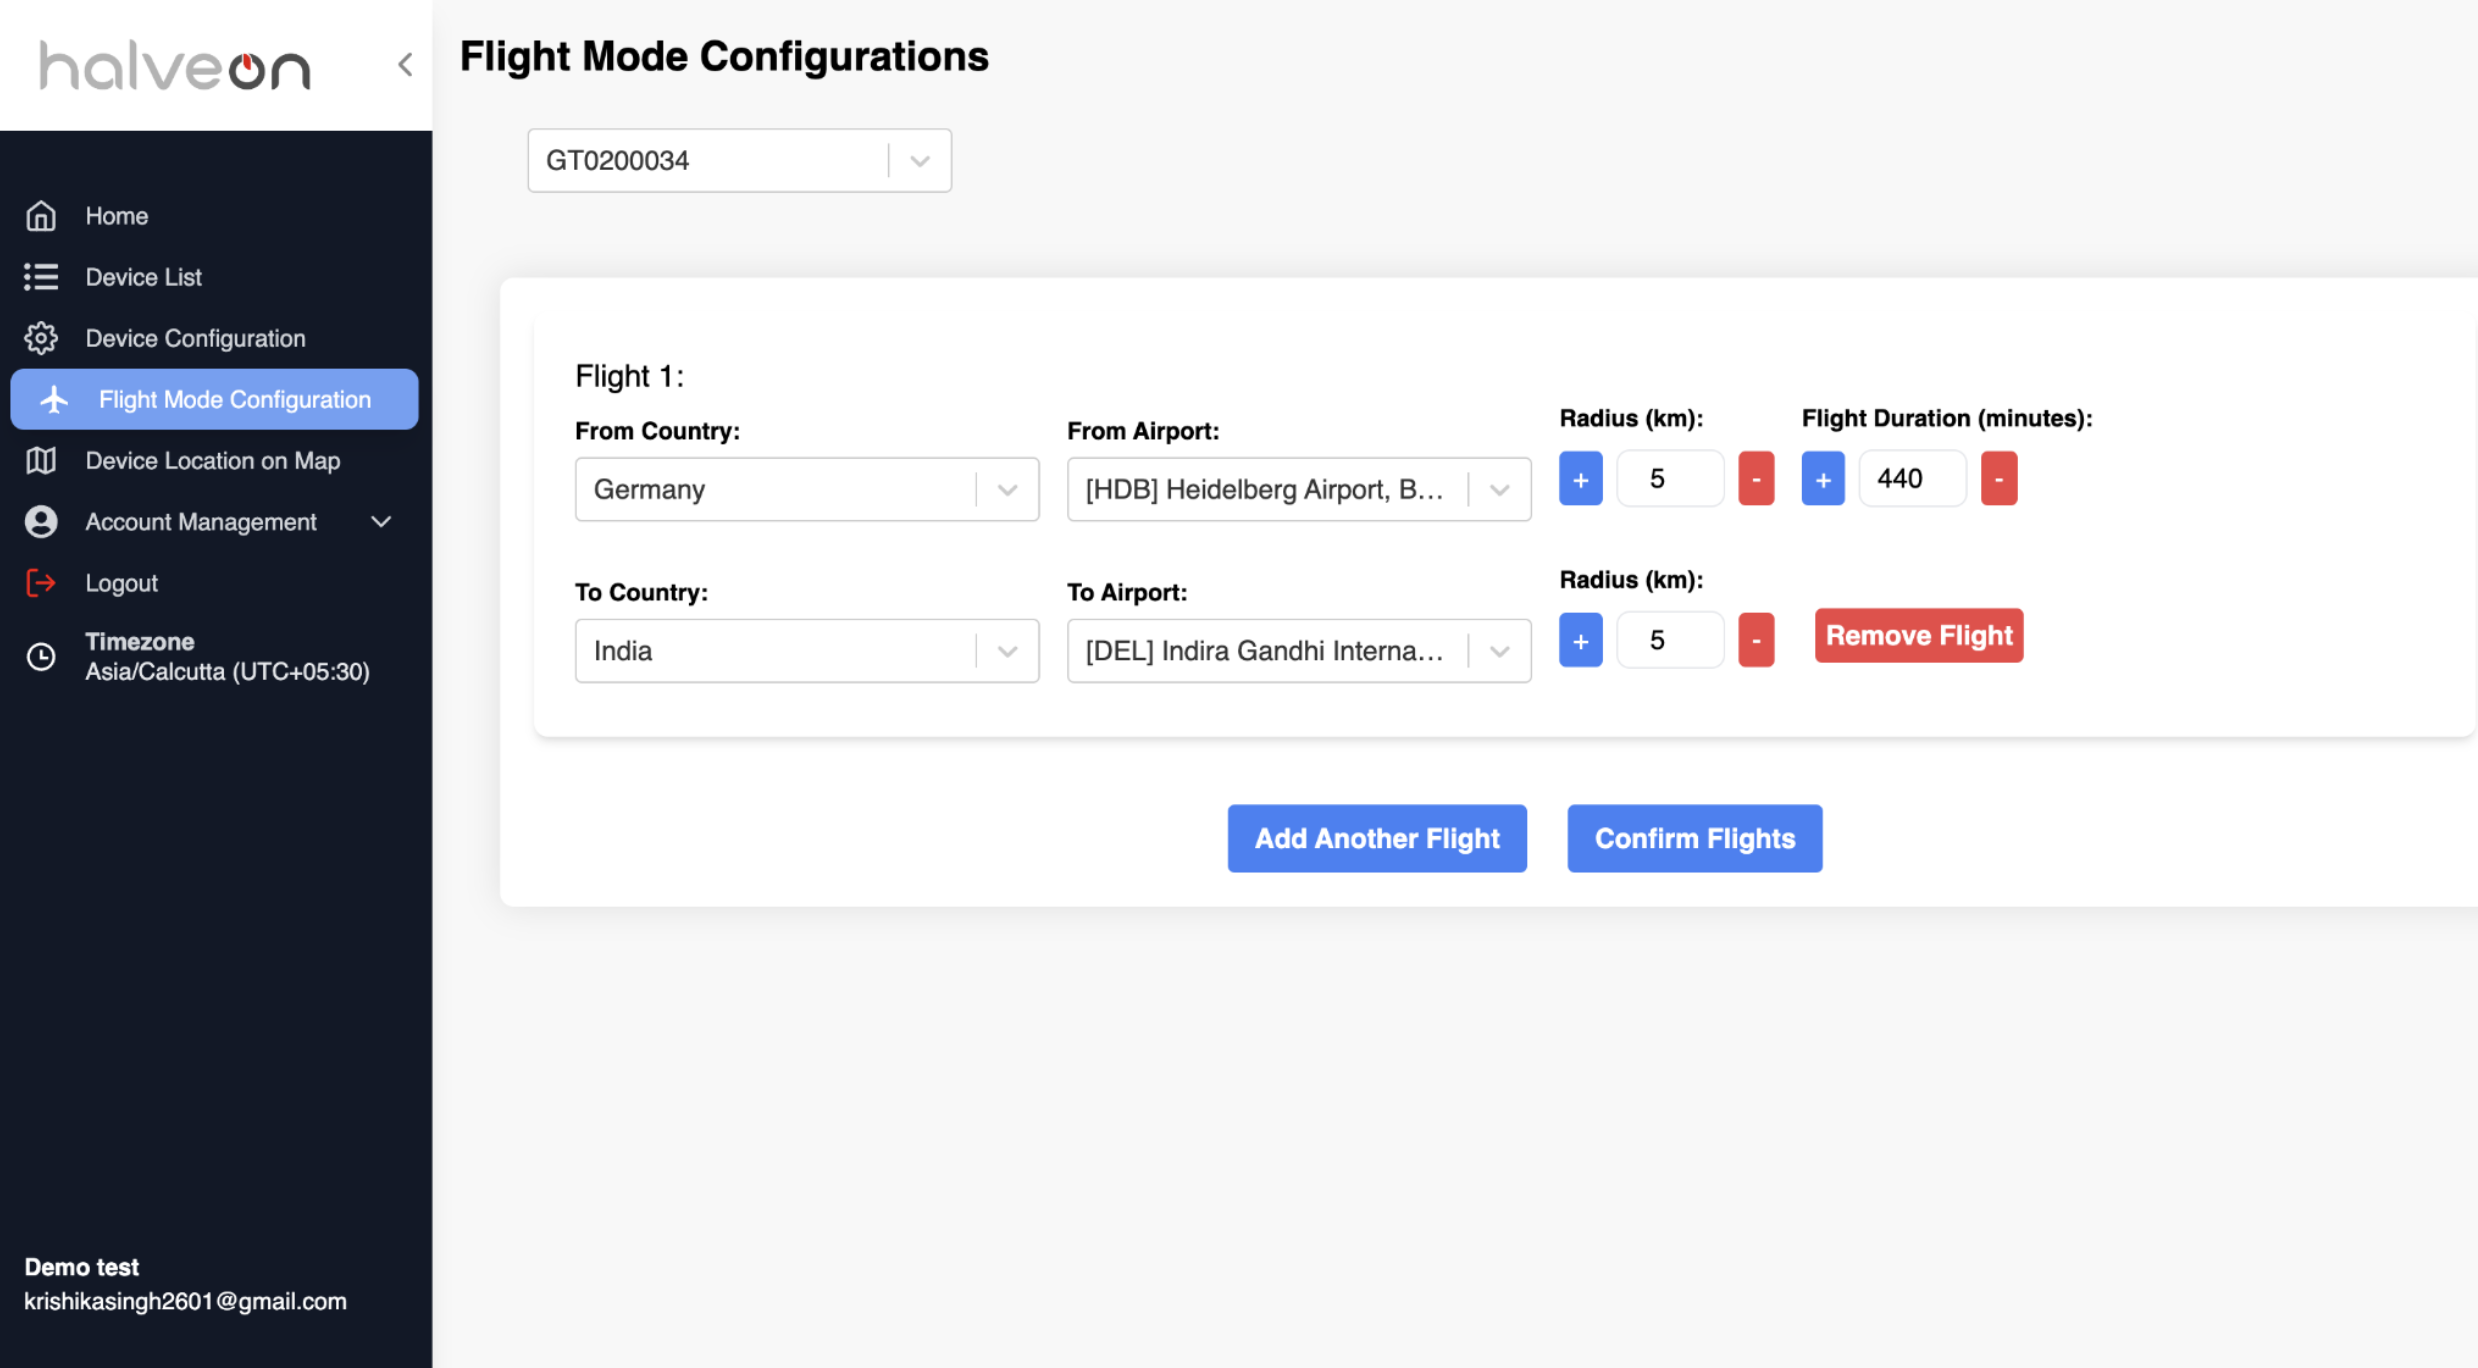 halveon
Flight Mode Configurations
GT0200034
Home
Device List
Device Configuration
Flight Mode Configuration
Device Location on Map
Account Management
Logout
Timezone
Asia/Calcutta (UTC+05:30)
Flight 1:
From Country:
From Airport:
Radius (km):
Flight Duration (minutes):
Germany
[HDB] Heidelberg Airport, B...
+ 5 -
+ 440 -
To Country:
To Airport:
Radius (km):
India
[DEL] Indira Gandhi Interna...
+ 5 -
Remove Flight
Add Another Flight
Confirm Flights
Demo test
krishikasingh2601@gmail.com